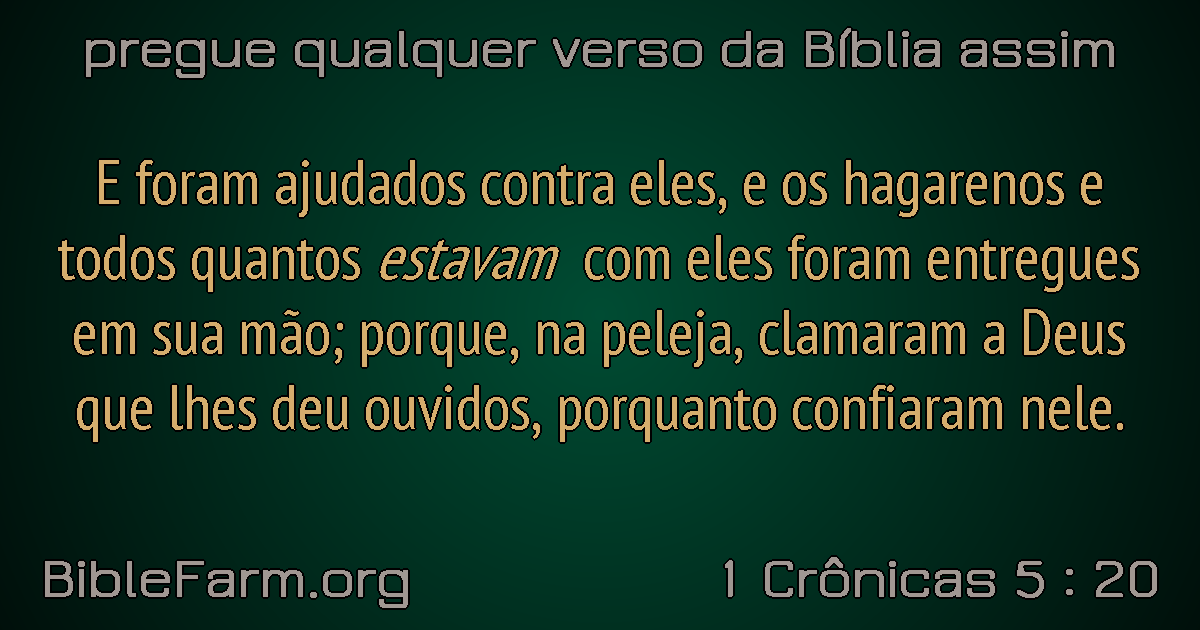 pregue qualquer verso da Bíblia assim
E foram ajudados contra eles, e os hagarenos e
todos quantos estavam com eles foram entregues
em sua mão; porque, na peleja, clamaram a Deus
que lhes deu ouvidos, porquanto confiaram nele.
BibleFarm.org
1 Crônicas 5 : 20